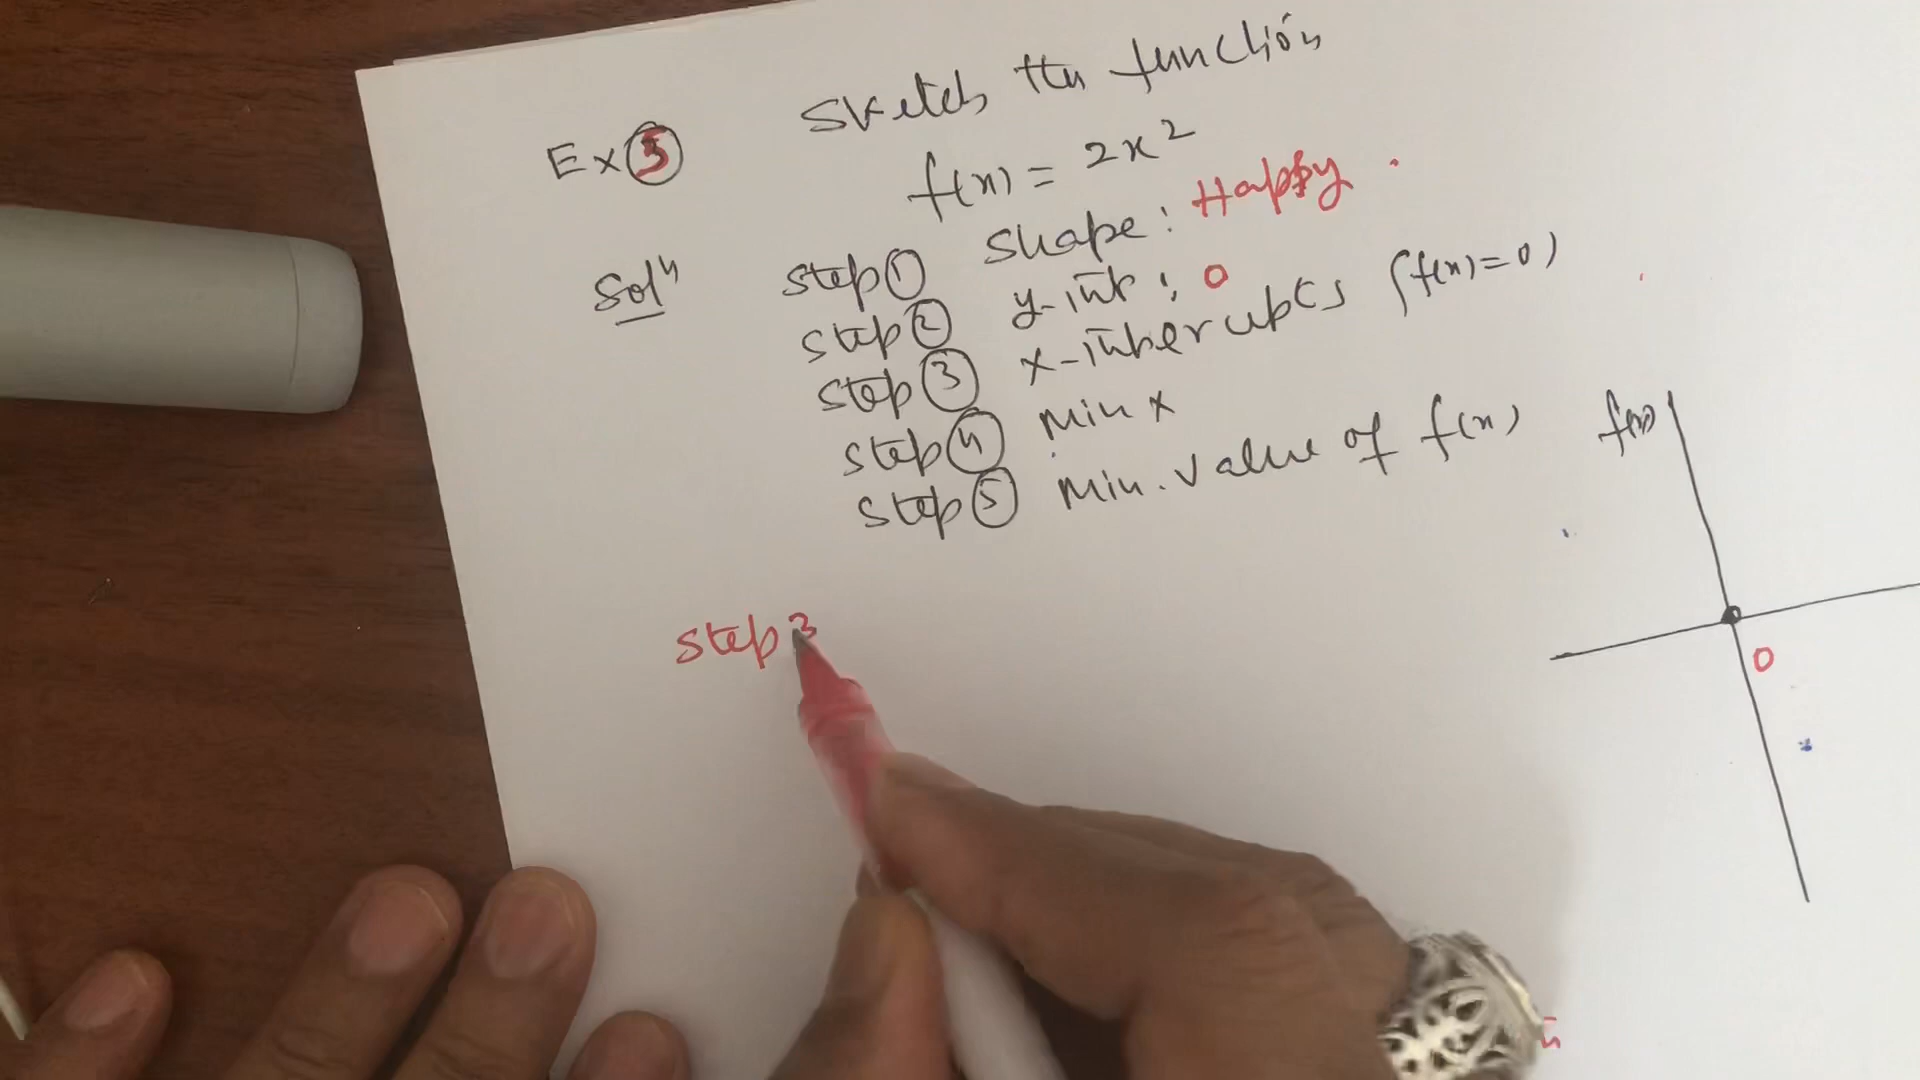 Ex 5 Sketch the function
f(x) = 2x²
Solⁿ Step 1 Shape: Happy.
Step 2 y-int: 0
Step 3 x-intercepts (f(x)=0)
Step 4 min x
Step 5 Min. value of f(x)
f(x)
0
Step 3